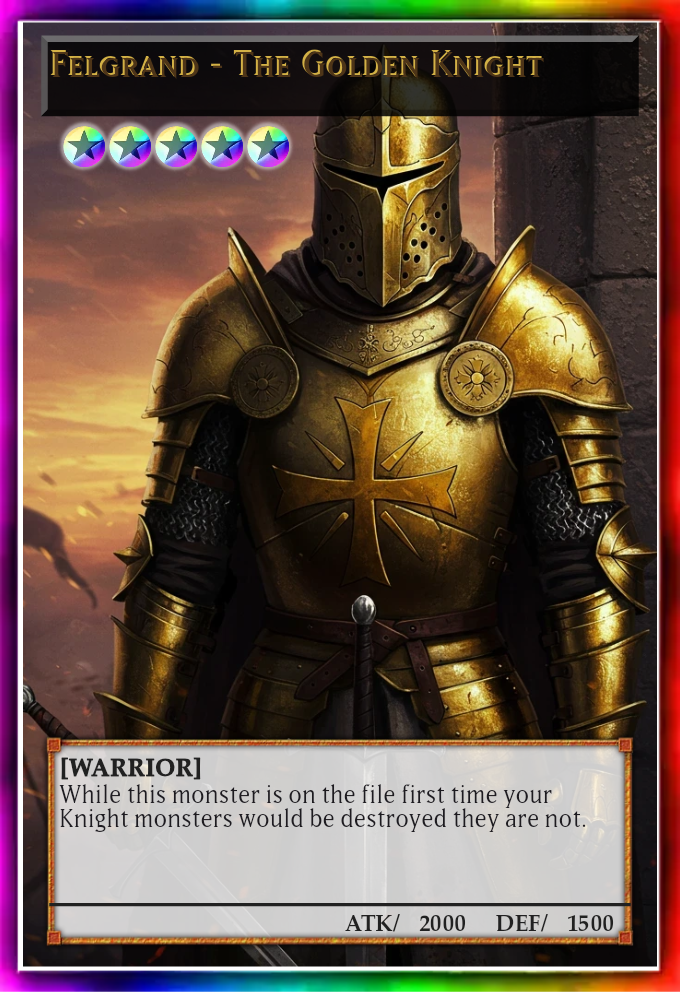 Felgrand - The Golden Knight
[WARRIOR]
While this monster is on the file first time your
Knight monsters would be destroyed they are not.
ATK/ 2000 DEF/ 1500